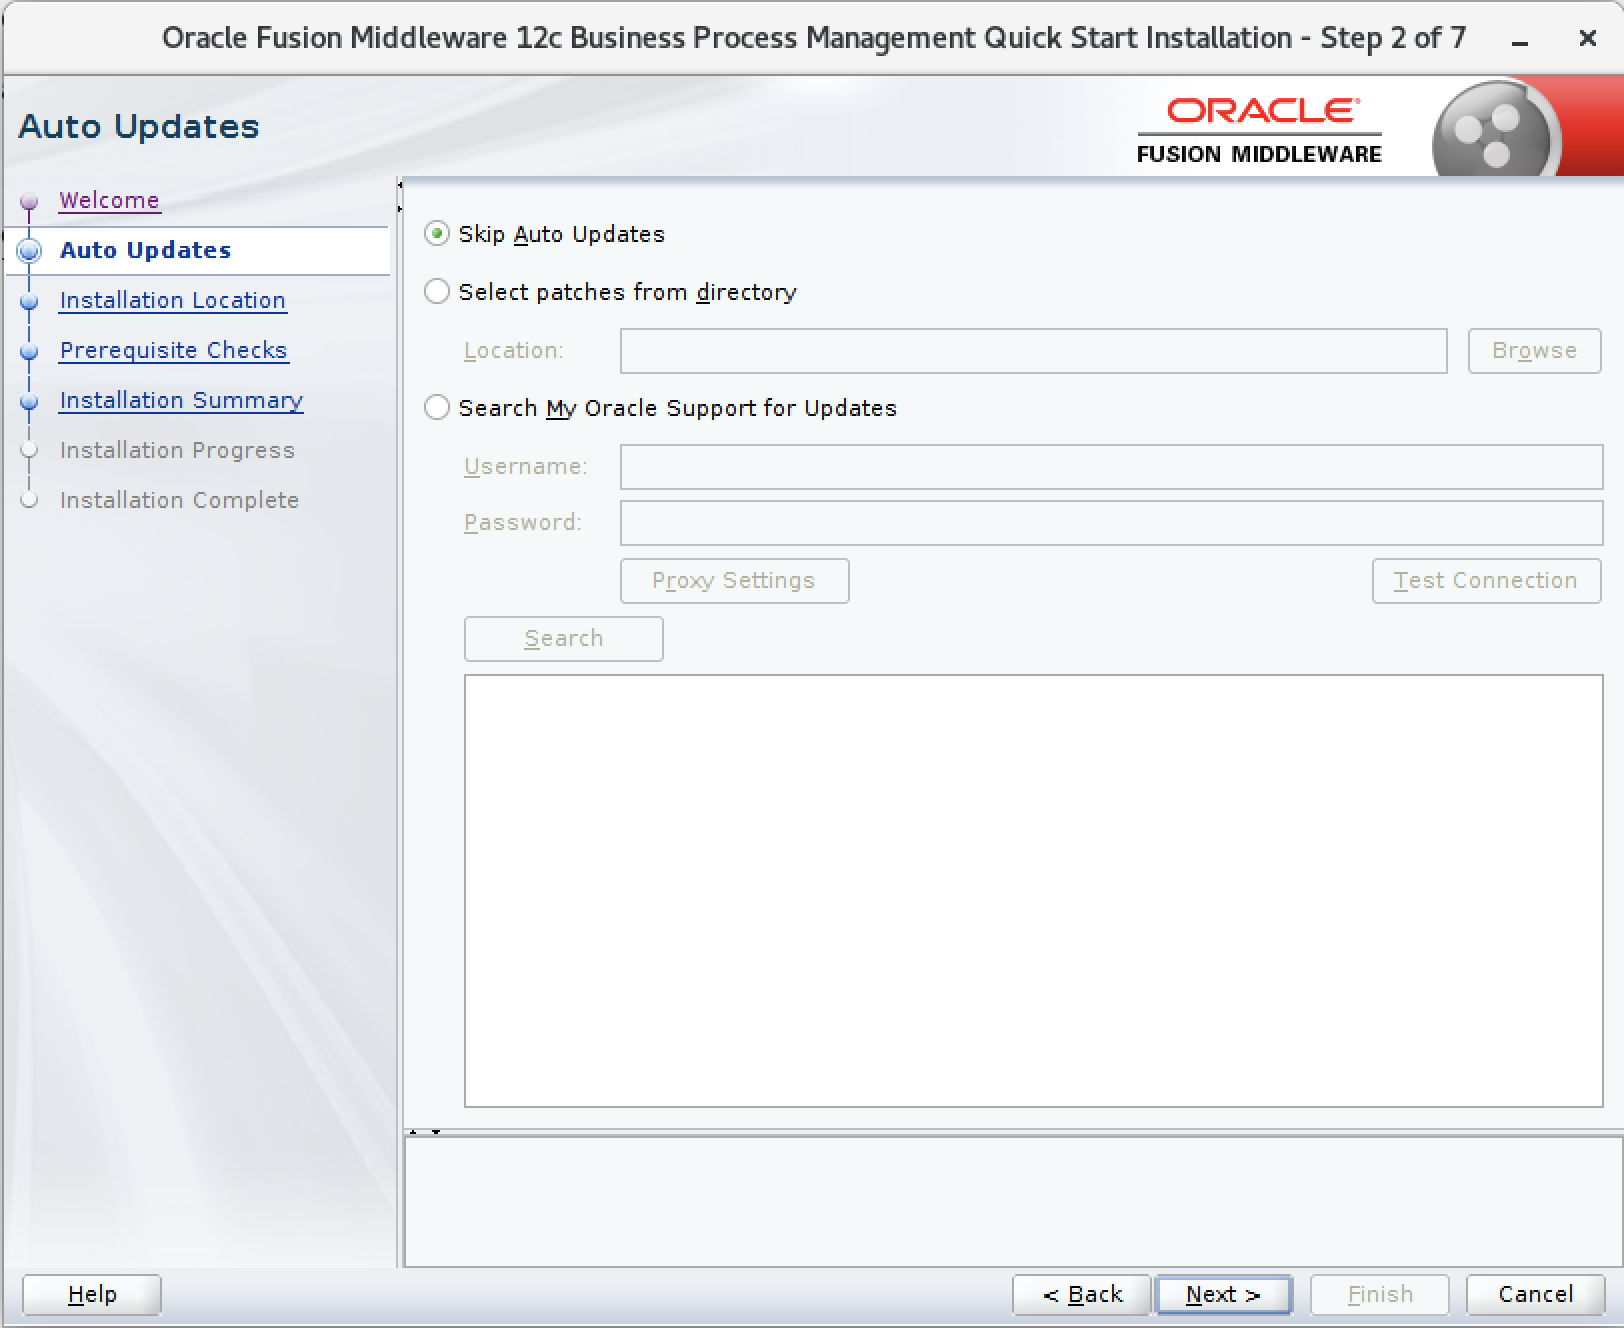 Oracle Fusion Middleware 12c Business Process Management Quick Start Installation - Step 2 of 7
Auto Updates
ORACLE
FUSION MIDDLEWARE
Welcome
Auto Updates
Installation Location
Prerequisite Checks
Installation Summary
Installation Progress
Installation Complete
Skip Auto Updates
Select patches from directory
Location:
Browse
Search My Oracle Support for Updates
Username:
Password:
Proxy Settings
Test Connection
Search
Help
< Back
Next >
Finish
Cancel